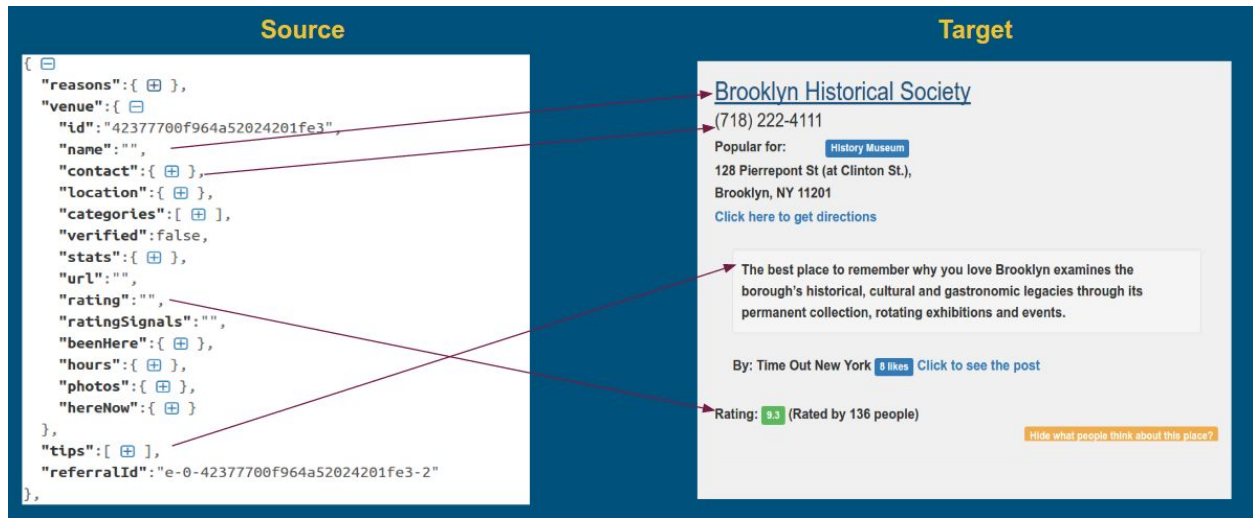 Source
{
"reasons":{ },
"venue":{
"id":"42377700f964a52024201fe3",
"name":"",
"contact":{ },
"location":{ },
"categories":[ ],
"verified":false,
"stats":{ },
"url":"",
"rating":"",
"ratingSignals":"",
"beenHere":{ },
"hours":{ },
"photos":{ },
"hereNow":{ }
},
"tips":[ ],
"referralId":"e-0-42377700f964a52024201fe3-2"
},
Target
Brooklyn Historical Society
(718) 222-4111
Popular for: History Museum
128 Pierrepont St (at Clinton St.),
Brooklyn, NY 11201
Click here to get directions
The best place to remember why you love Brooklyn examines the
borough's historical, cultural and gastronomic legacies through its
permanent collection, rotating exhibitions and events.
By: Time Out New York 8 likes Click to see the post
Rating: 9.3 (Rated by 136 people)
Hide what people think about this place?